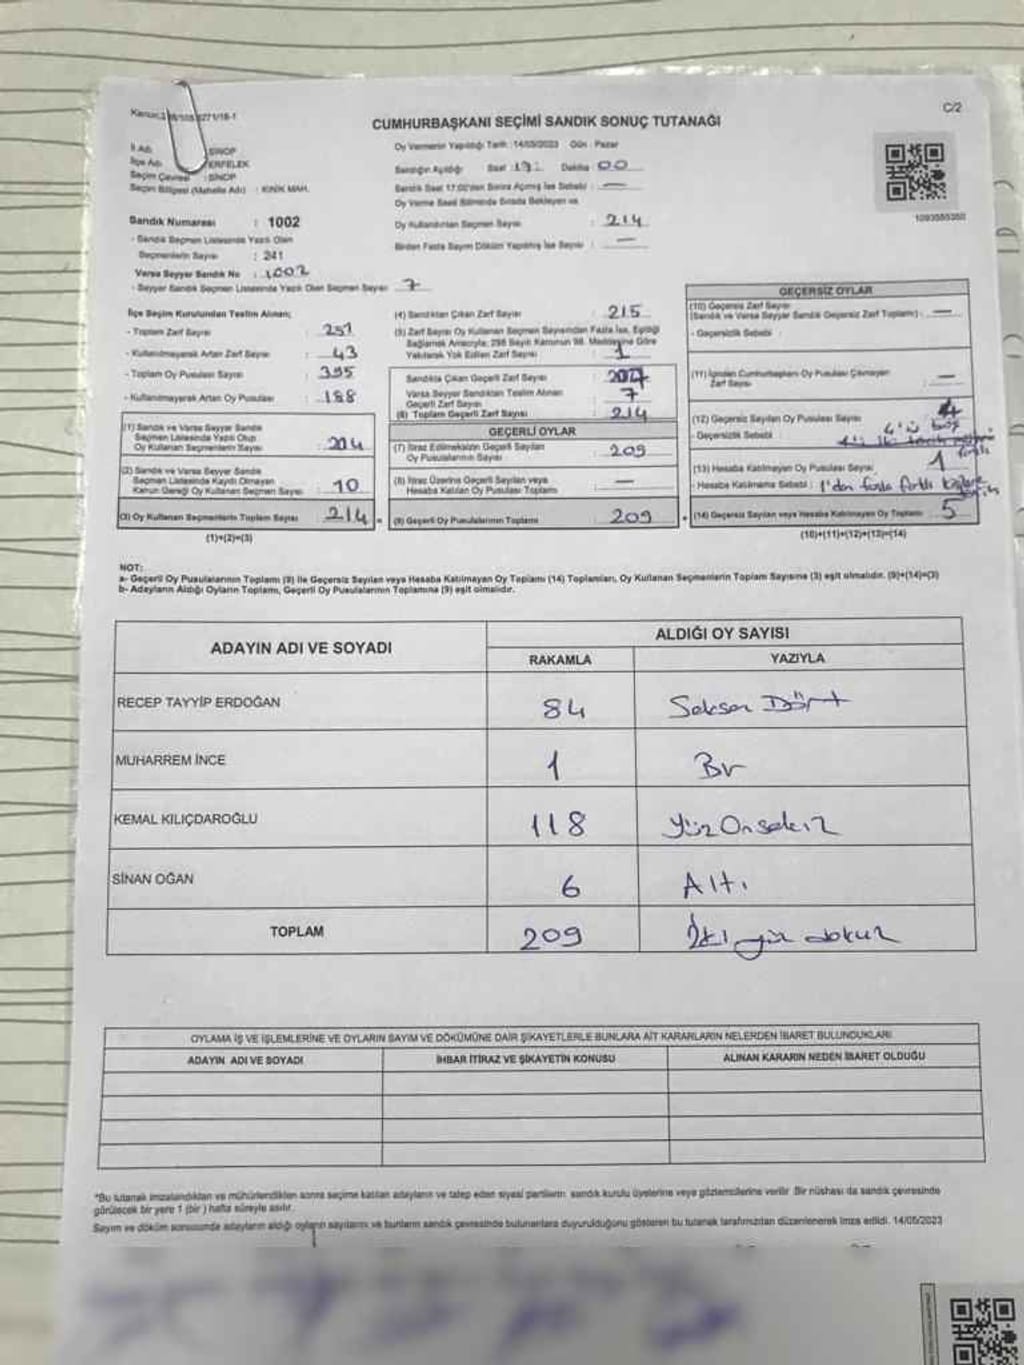 C/2
CUMHURBAŞKANI SEÇİMİ SANDIK SONUÇ TUTANAĞI
İl Adı : SİNOP
İlçe Adı : ERFELEK
Seçim Çevresi : SİNOP
Seçim Bölgesi (Mahalle Adı) : KINIK MAH.
Sandık Numarası : 1002
- Sandık Seçmen Listesinde Yazılı Olan
Seçmenlerin Sayısı : 241
Varsa Seyyar Sandık No : 1002
- Seyyar Sandık Seçmen Listesinde Yazılı Olan Seçmen Sayısı 7
Oy Vermenin Yapıldığı Tarih : 14/05/2023 Gün : Pazar
Sandığın Açıldığı Saat Dakika 00
Sandık Saat 17:00'den Sonra Açılmış İse Sebebi : —
Oy Verme Saati Bitiminde Sırada Bekleyen ve
Oy Kullandırılan Seçmen Sayısı : 214
Birden Fazla Sayım Döküm Yapılmış İse Sayısı : —
İlçe Seçim Kurulundan Teslim Alınan;
- Toplam Zarf Sayısı : 257
- Kullanılmayarak Artan Zarf Sayısı : 43
- Toplam Oy Pusulası Sayısı : 395
- Kullanılmayarak Artan Oy Pusulası : 188
(1) Sandık ve Varsa Seyyar Sandık
Seçmen Listesinde Yazılı Olup
Oy Kullanan Seçmenlerin Sayısı : 204
(2) Sandık ve Varsa Seyyar Sandık
Seçmen Listesinde Kaydı Olmayan
Kanun Gereği Oy Kullanan Seçmen Sayısı 10
(3) Oy Kullanan Seçmenlerin Toplam Sayısı 214
(1)+(2)=(3)
(4) Sandıktan Çıkan Zarf Sayısı : 215
(5) Zarf Sayısı Oy Kullanan Seçmen Sayısından Fazla İse, Eşitliği
Sağlamak Amacıyla; 298 Sayılı Kanunun 98. Maddesine Göre
Yakılarak Yok Edilen Zarf Sayısı : 1
Sandıkta Çıkan Geçerli Zarf Sayısı : 207
Varsa Seyyar Sandıktan Teslim Alınan
Geçerli Zarf Sayısı : 7
(6) Toplam Geçerli Zarf Sayısı : 214
GEÇERLİ OYLAR
(7) İtiraz Edilmeksizin Geçerli Sayılan
Oy Pusulalarının Sayısı : 209
(8) İtiraz Üzerine Geçerli Sayılan veya
Hesaba Katılan Oy Pusulası Toplamı : —
(9) Geçerli Oy Pusulalarının Toplamı : 209
GEÇERSİZ OYLAR
(10) Geçersiz Zarf Sayısı
(Sandık ve Varsa Seyyar Sandık Geçersiz Zarf Toplamı) : —
- Geçersizlik Sebebi :
(11) İçinden Cumhurbaşkanı Oy Pusulası Çıkmayan
Zarf Sayısı : —
(12) Geçersiz Sayılan Oy Pusulası Sayısı : 4
- Geçersizlik Sebebi : 4'ü boş
(13) Hesaba Katılmayan Oy Pusulası Sayısı : 1
- Hesaba Katılmama Sebebi : 1'den fazla farklı
(14) Geçersiz Sayılan veya Hesaba Katılmayan Oy Toplamı 5
(10)+(11)+(12)+(13)=(14)
NOT:
a- Geçerli Oy Pusulalarının Toplamı (9) ile Geçersiz Sayılan veya Hesaba Katılmayan Oy Toplamı (14) Toplamları, Oy Kullanan Seçmenlerin Toplam Sayısına (3) eşit olmalıdır. (9)+(14)=(3)
b- Adayların Aldığı Oyların Toplamı, Geçerli Oy Pusulalarının Toplamına (9) eşit olmalıdır.
ADAYIN ADI VE SOYADI
ALDIĞI OY SAYISI
RAKAMLA YAZIYLA
RECEP TAYYİP ERDOĞAN 84 Seksen Dört
MUHARREM İNCE 1 Bir
KEMAL KILIÇDAROĞLU 118 Yüz Onsekiz
SİNAN OĞAN 6 Altı
TOPLAM 209 İki yüz dokuz
OYLAMA İŞ VE İŞLEMLERİNE VE OYLARIN SAYIM VE DÖKÜMÜNE DAİR ŞİKAYETLERLE BUNLARA AİT KARARLARIN NELERDEN İBARET BULUNDUKLARI
ADAYIN ADI VE SOYADI İHBAR İTİRAZ VE ŞİKAYETİN KONUSU ALINAN KARARIN NEDEN İBARET OLDUĞU
*Bu tutanak imzalandıktan ve mühürlendikten sonra seçime katılan adayların ve talep eden siyasi partilerin sandık kurulu üyelerine veya gözlemcilerine verilir. Bir nüshası da sandık çevresinde
görülecek bir yere 1 (bir) hafta süreyle asılır.
Sayım ve döküm sonucunda adayların aldığı oyların sayılarını ve bunların sandık çevresinde bulunanlara duyurulduğunu gösteren bu tutanak tarafımızdan düzenlenerek imza edildi. 14/05/2023